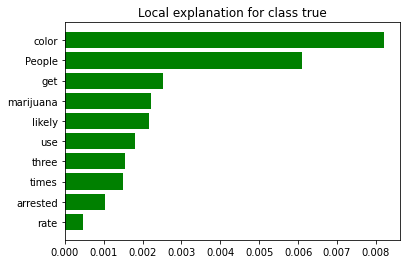 Local explanation for class true
color
People
get
marijuana
likely
use
three
times
arrested
rate
0.000 0.001 0.002 0.003 0.004 0.005 0.006 0.007 0.008